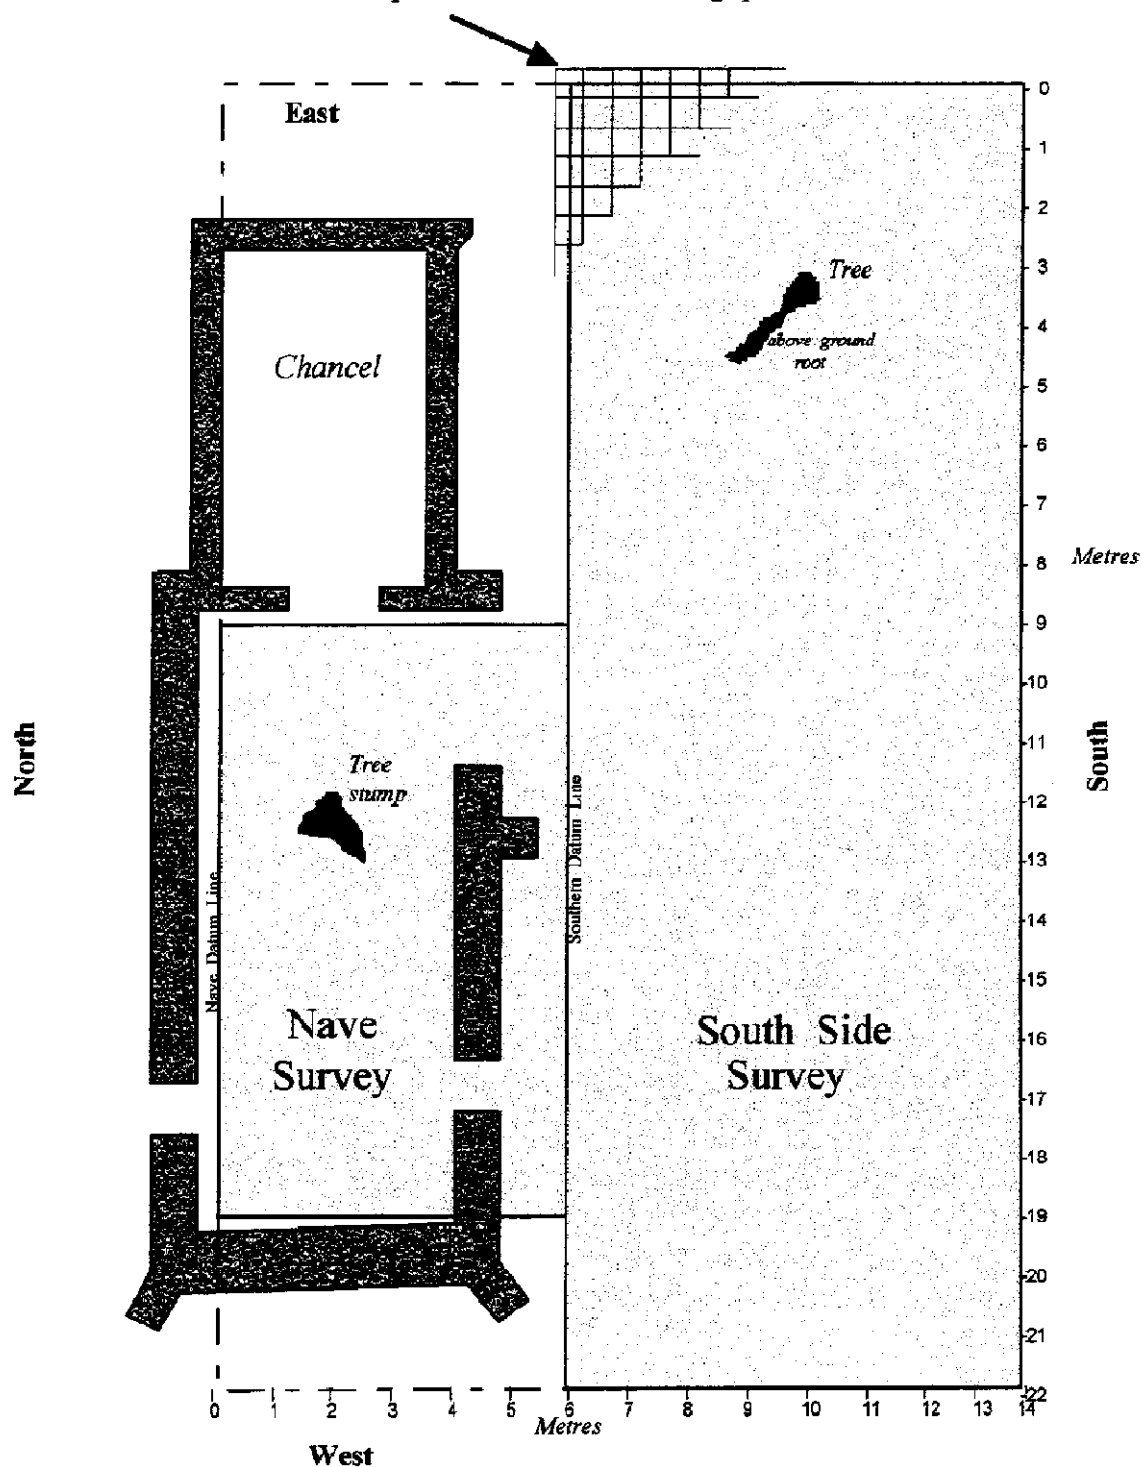 East
0
1
2
3
4
5
6
7
8
9
10
11
12
13
14
15
16
17
18
19
20
21
22
Tree
above ground
root
Chancel
Metres
North
South
Tree
stump
Nave Datum Line
Southern Datum Line
Nave
Survey
South Side
Survey
0 1 2 3 4 5 6 7 8 9 10 11 12 13 14
Metres
West